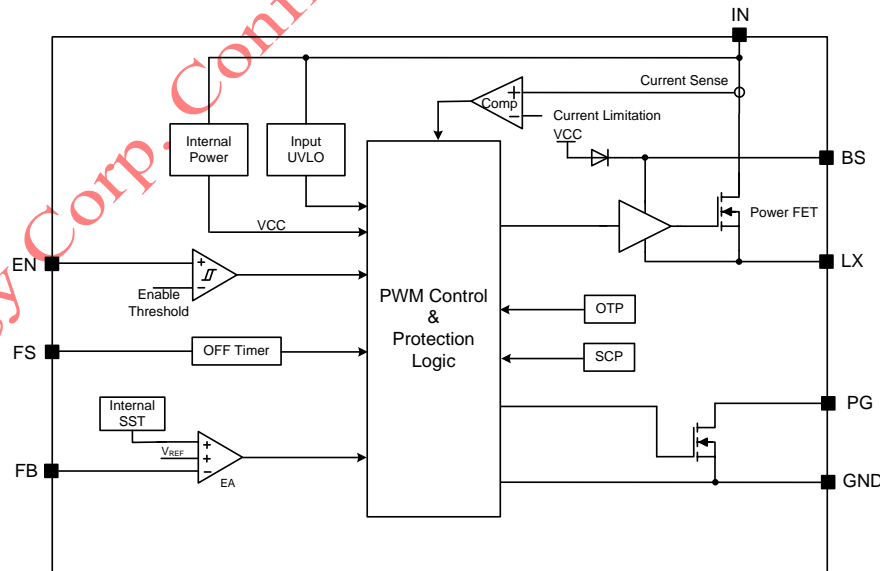 IN
Current Sense
Comp
Current Limitation
VCC
Internal
Power
Input
UVLO
BS
Power FET
VCC
EN
Enable
Threshold
LX
PWM Control
&
Protection
Logic
OTP
FS
OFF Timer
SCP
Internal
SST
PG
VREF
FB
EA
GND
Corp.